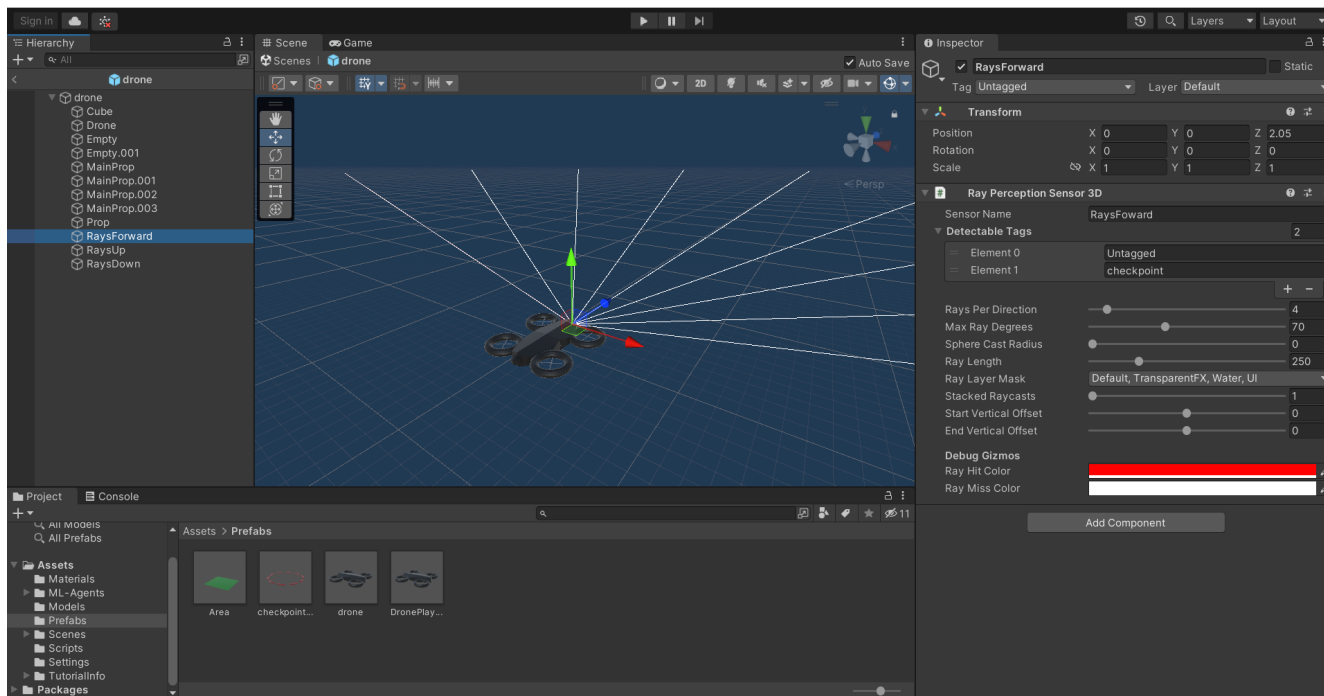 Sign in
Layers
Layout
Hierarchy
All
drone
drone
Cube
Drone
Empty
Empty.001
MainProp
MainProp.001
MainProp.002
MainProp.003
Prop
RaysForward
RaysUp
RaysDown
Scene Game
Scenes drone Auto Save
2D
Persp
Inspector
RaysForward Static
Tag Untagged Layer Default
Transform
Position X 0 Y 0 Z 2.05
Rotation X 0 Y 0 Z 0
Scale X 1 Y 1 Z 1
Ray Perception Sensor 3D
Sensor Name RaysFoward
Detectable Tags 2
Element 0 Untagged
Element 1 checkpoint
Rays Per Direction 4
Max Ray Degrees 70
Sphere Cast Radius 0
Ray Length 250
Ray Layer Mask Default, TransparentFX, Water, UI
Stacked Raycasts 1
Start Vertical Offset 0
End Vertical Offset 0
Debug Gizmos
Ray Hit Color
Ray Miss Color
Add Component
Project Console
11
All Models
All Prefabs
Assets
Materials
ML-Agents
Models
Prefabs
Scenes
Scripts
Settings
TutorialInfo
Packages
Assets > Prefabs
Area checkpoint... drone DronePlay...